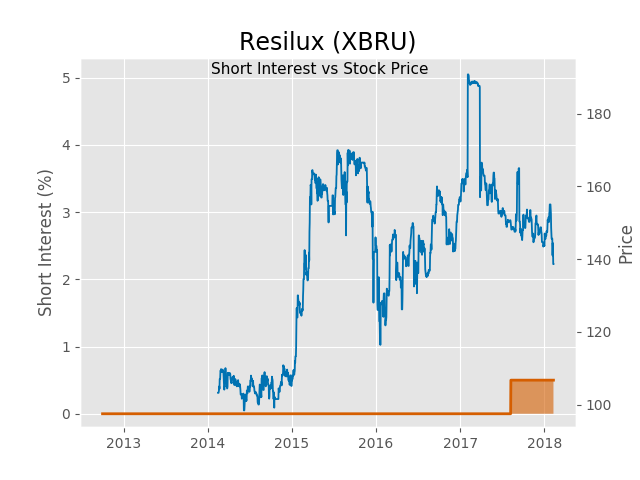 Resilux (XBRU)
Short Interest vs Stock Price
Short Interest (%)
5
4
3
2
1
0
180
160
140
120
100
Price
2013 2014 2015 2016 2017 2018